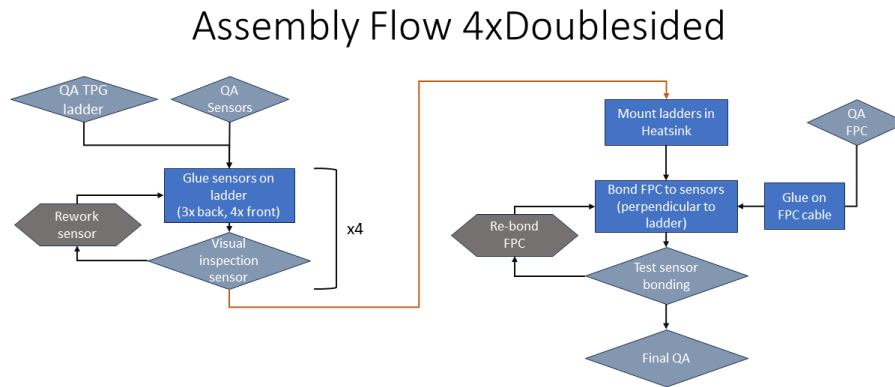 Assembly Flow 4xDoublesided
QA TPG
ladder
QA
Sensors
Glue sensors on
ladder
(3x back, 4x front)
Rework
sensor
Visual
inspection
sensor
x4
Mount ladders in
Heatsink
QA
FPC
Bond FPC to sensors
(perpendicular to
ladder)
Glue on
FPC cable
Re-bond
FPC
Test sensor
bonding
Final QA